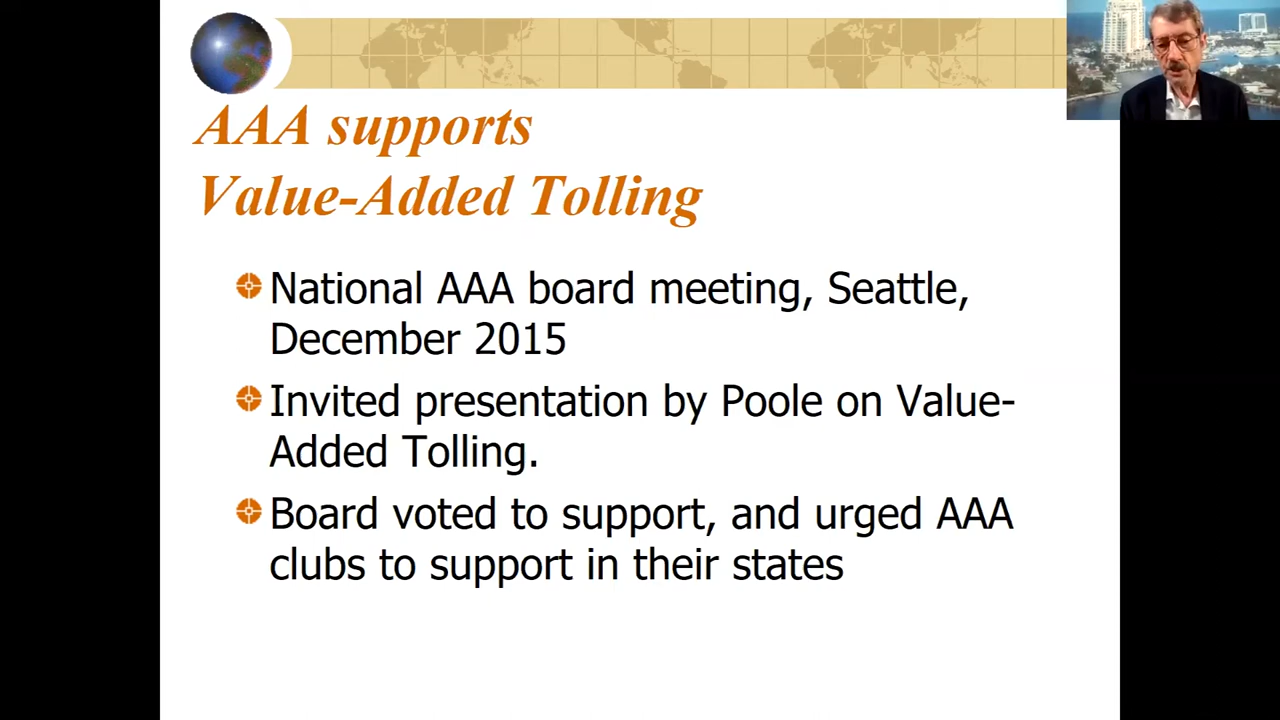 AAA supports
Value-Added Tolling
National AAA board meeting, Seattle,
December 2015
Invited presentation by Poole on Value-
Added Tolling.
Board voted to support, and urged AAA
clubs to support in their states